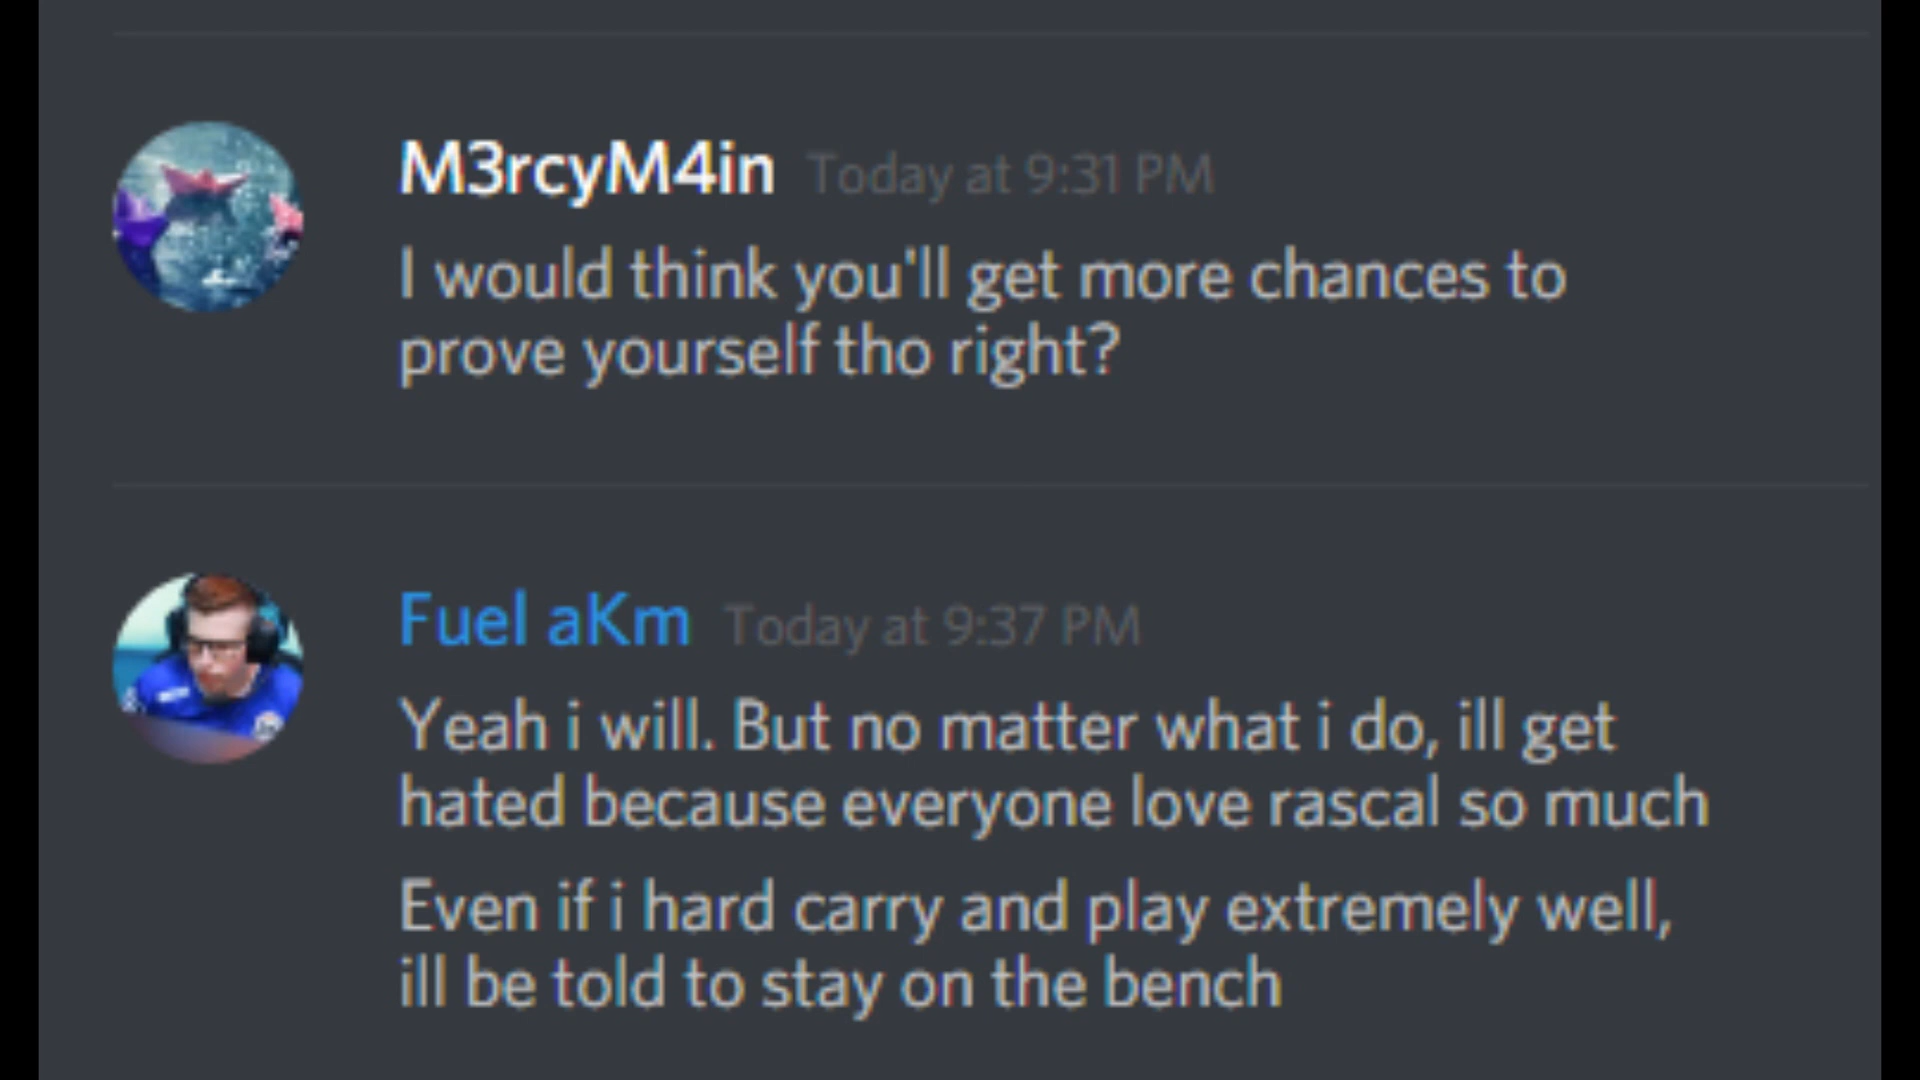 M3rcyM4in Today at 9:31 PM
I would think you'll get more chances to
prove yourself tho right?
Fuel aKm Today at 9:37 PM
Yeah i will. But no matter what i do, ill get
hated because everyone love rascal so much
Even if i hard carry and play extremely well,
ill be told to stay on the bench